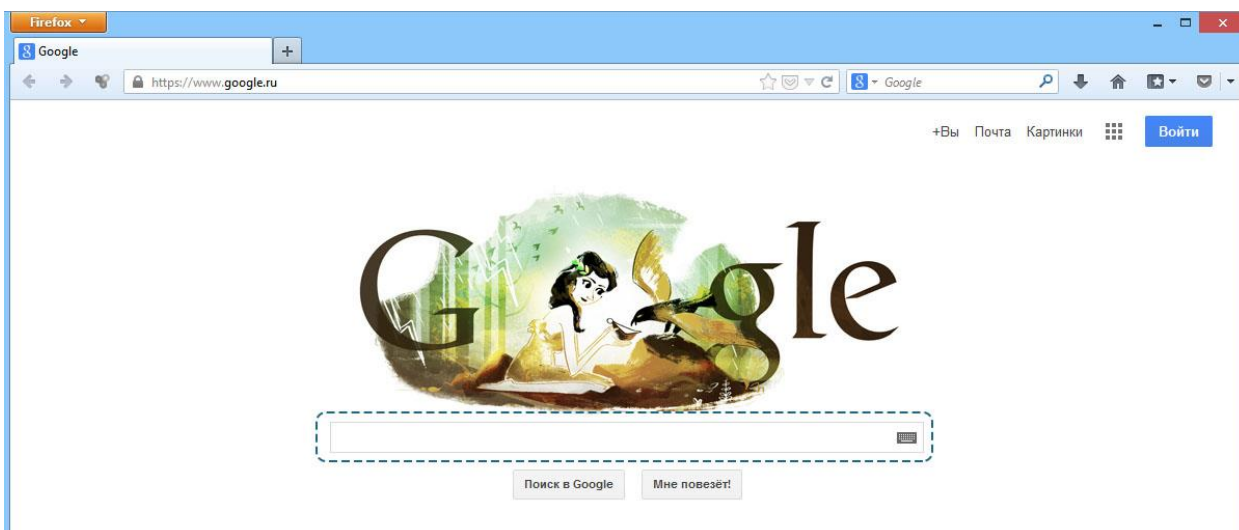 Firefox
Google
https://www.google.ru
Google
+Вы Почта Картинки Войти
Google
Поиск в Google Мне повезёт!